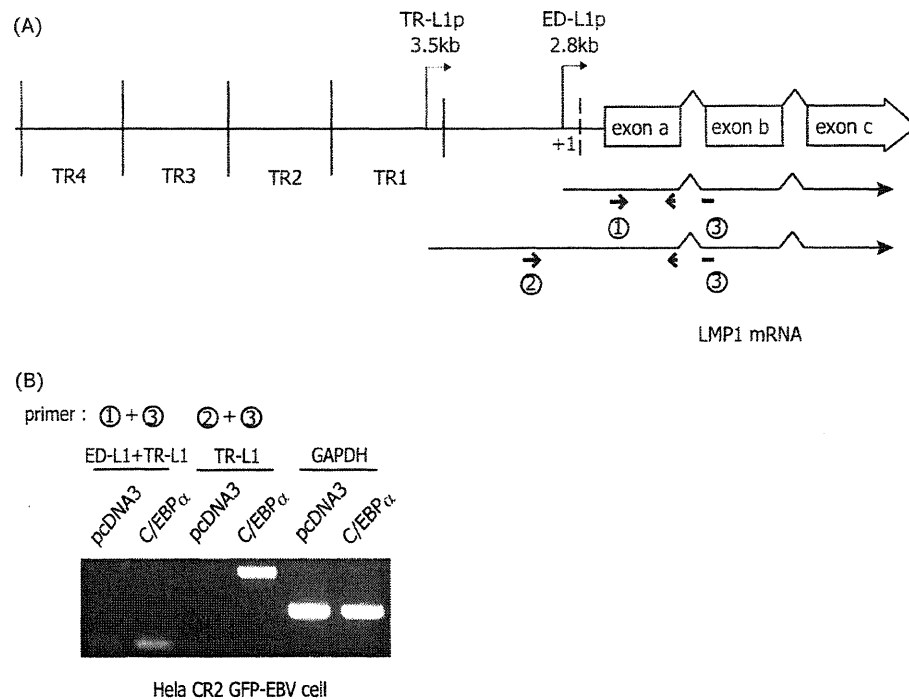 (A)
TR-L1p
3.5kb
ED-L1p
2.8kb
exon a
exon b
exon c
+1
TR4
TR3
TR2
TR1
①
③
②
③
LMP1 mRNA
(B)
primer : ①+③ ②+③
ED-L1+TR-L1 TR-L1 GAPDH
pcDNA3 C/EBPα pcDNA3 C/EBPα pcDNA3 C/EBPα
Hela CR2 GFP-EBV cell